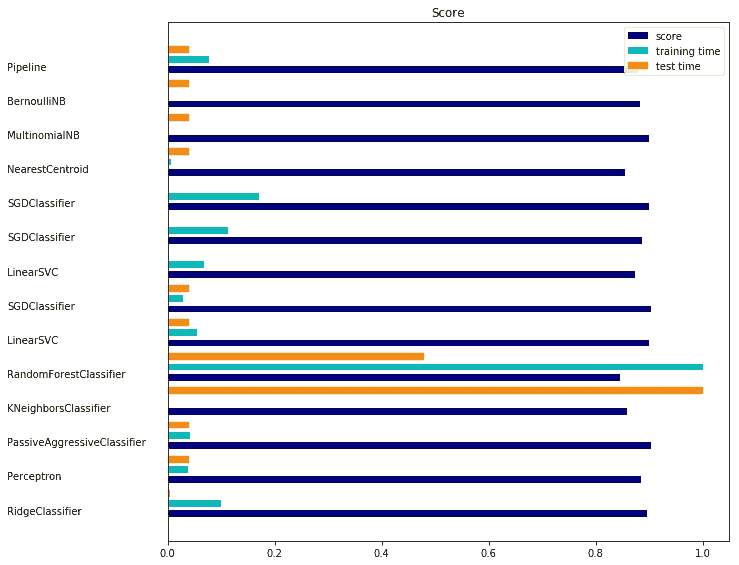 Score
score
training time
test time
Pipeline
BernoulliNB
MultinomialNB
NearestCentroid
SGDClassifier
SGDClassifier
LinearSVC
SGDClassifier
LinearSVC
RandomForestClassifier
KNeighborsClassifier
PassiveAggressiveClassifier
Perceptron
RidgeClassifier
0.0 0.2 0.4 0.6 0.8 1.0